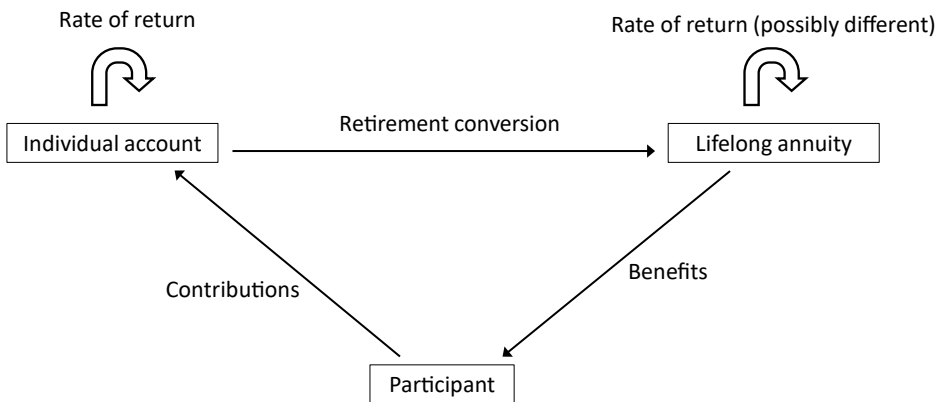 Rate of return
Rate of return (possibly different)
Retirement conversion
Individual account
Lifelong annuity
Contributions
Benefits
Participant